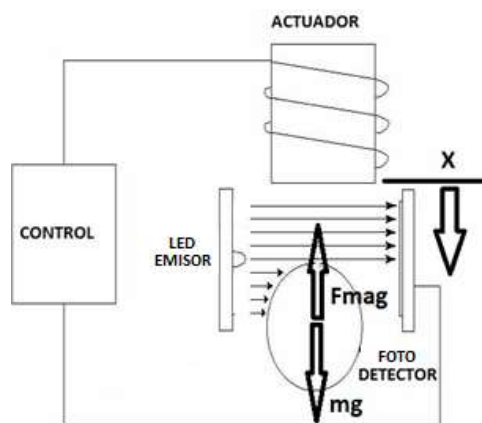 ACTUADOR
X
CONTROL
LED
EMISOR
Fmag
FOTO
DETECTOR
mg